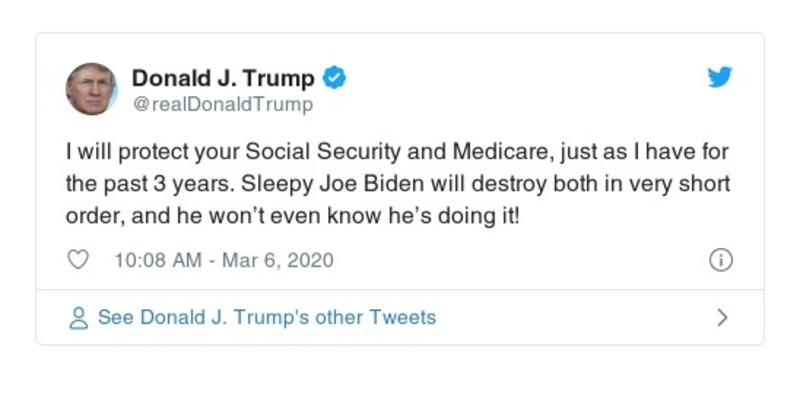 Donald J. Trump
@realDonaldTrump
I will protect your Social Security and Medicare, just as I have for
the past 3 years. Sleepy Joe Biden will destroy both in very short
order, and he won’t even know he’s doing it!
10:08 AM - Mar 6, 2020
See Donald J. Trump's other Tweets